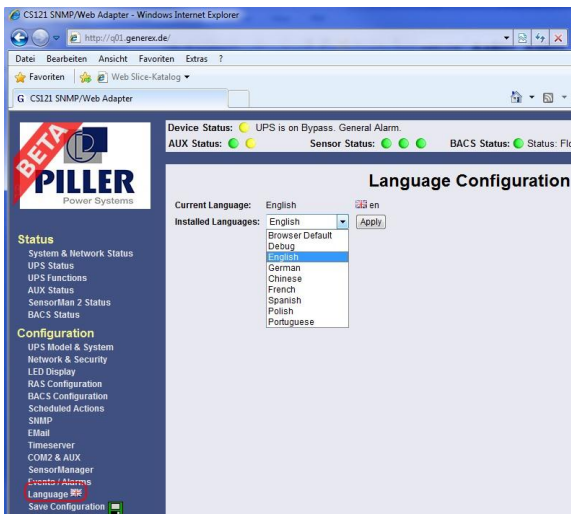 CS121 SNMP/Web Adapter - Windows Internet Explorer
http://q01.generex.de/
Datei Bearbeiten Ansicht Favoriten Extras ?
Favoriten Web Slice-Katalog
G CS121 SNMP/Web Adapter
BETA
PILLER
Power Systems
Device Status: UPS is on Bypass. General Alarm.
AUX Status: Sensor Status: BACS Status: Status: Flo
Language Configuration
Current Language: English en
Installed Languages: English Apply
Browser Default
Debug
English
German
Chinese
French
Spanish
Polish
Portuguese
Status
System & Network Status
UPS Status
UPS Functions
AUX Status
SensorMan 2 Status
BACS Status
Configuration
UPS Model & System
Network & Security
LED Display
RAS Configuration
BACS Configuration
Scheduled Actions
SNMP
EMail
Timeserver
COM2 & AUX
SensorManager
Events / Alarms
Language
Save Configuration